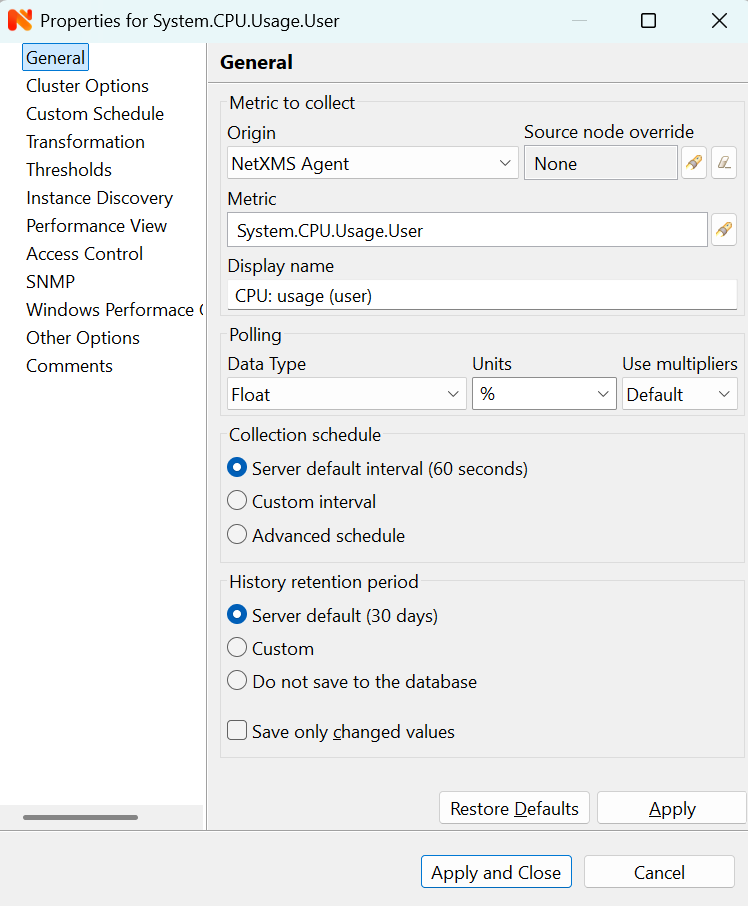 Properties for System.CPU.Usage.User
General
Cluster Options
Custom Schedule
Transformation
Thresholds
Instance Discovery
Performance View
Access Control
SNMP
Windows Performace
Other Options
Comments
General
Metric to collect
Origin
Source node override
NetXMS Agent
None
Metric
System.CPU.Usage.User
Display name
CPU: usage (user)
Polling
Data Type
Units
Use multipliers
Float
%
Default
Collection schedule
Server default interval (60 seconds)
Custom interval
Advanced schedule
History retention period
Server default (30 days)
Custom
Do not save to the database
Save only changed values
Restore Defaults
Apply
Apply and Close
Cancel